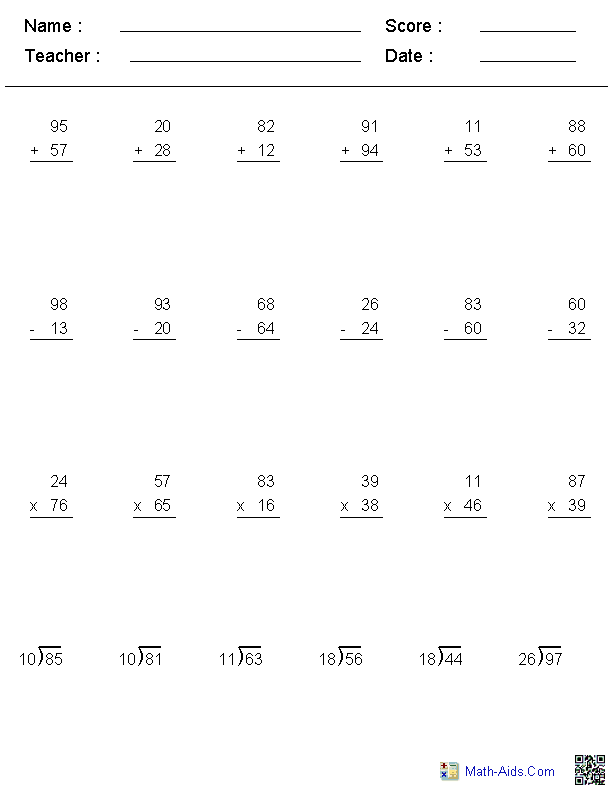 Name : Score :
Teacher : Date :
95 20 82 91 11 88
+ 57 + 28 + 12 + 94 + 53 + 60
98 93 68 26 83 60
- 13 - 20 - 64 - 24 - 60 - 32
24 57 83 39 11 87
x 76 x 65 x 16 x 38 x 46 x 39
10)85 10)81 11)63 18)56 18)44 26)97
Math-Aids.Com